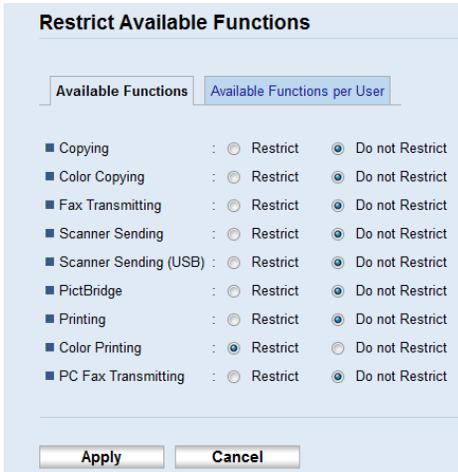 Restrict Available Functions
Available Functions Available Functions per User
Copying : Restrict Do not Restrict
Color Copying : Restrict Do not Restrict
Fax Transmitting : Restrict Do not Restrict
Scanner Sending : Restrict Do not Restrict
Scanner Sending (USB) : Restrict Do not Restrict
PictBridge : Restrict Do not Restrict
Printing : Restrict Do not Restrict
Color Printing : Restrict Do not Restrict
PC Fax Transmitting : Restrict Do not Restrict
Apply Cancel